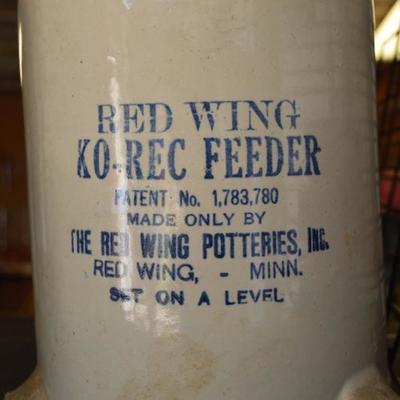 RED WING
KO-REC FEEDER
PATENT No. 1,783,780
MADE ONLY BY
THE RED WING POTTERIES, INC.
RED WING, - MINN.
SET ON A LEVEL